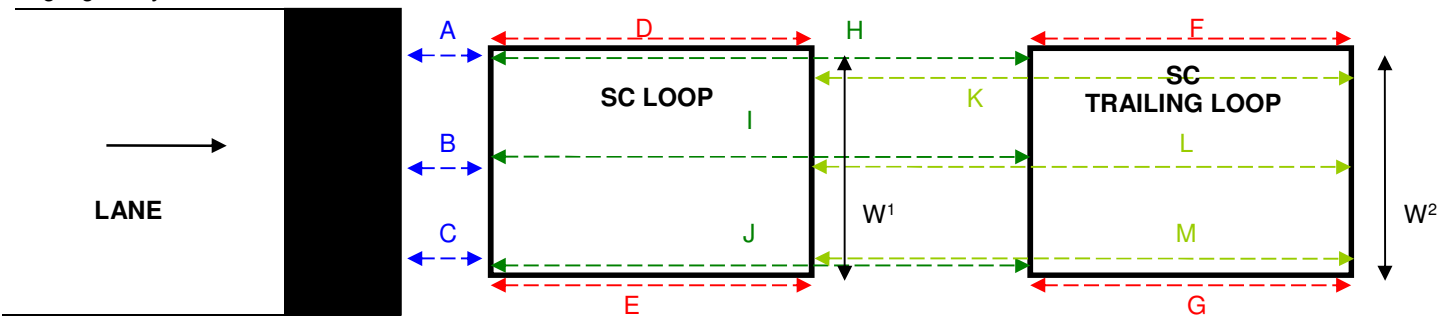 A D H F
SC LOOP
SC
TRAILING LOOP
K
I
B L
LANE
W¹ W²
C J M
E G